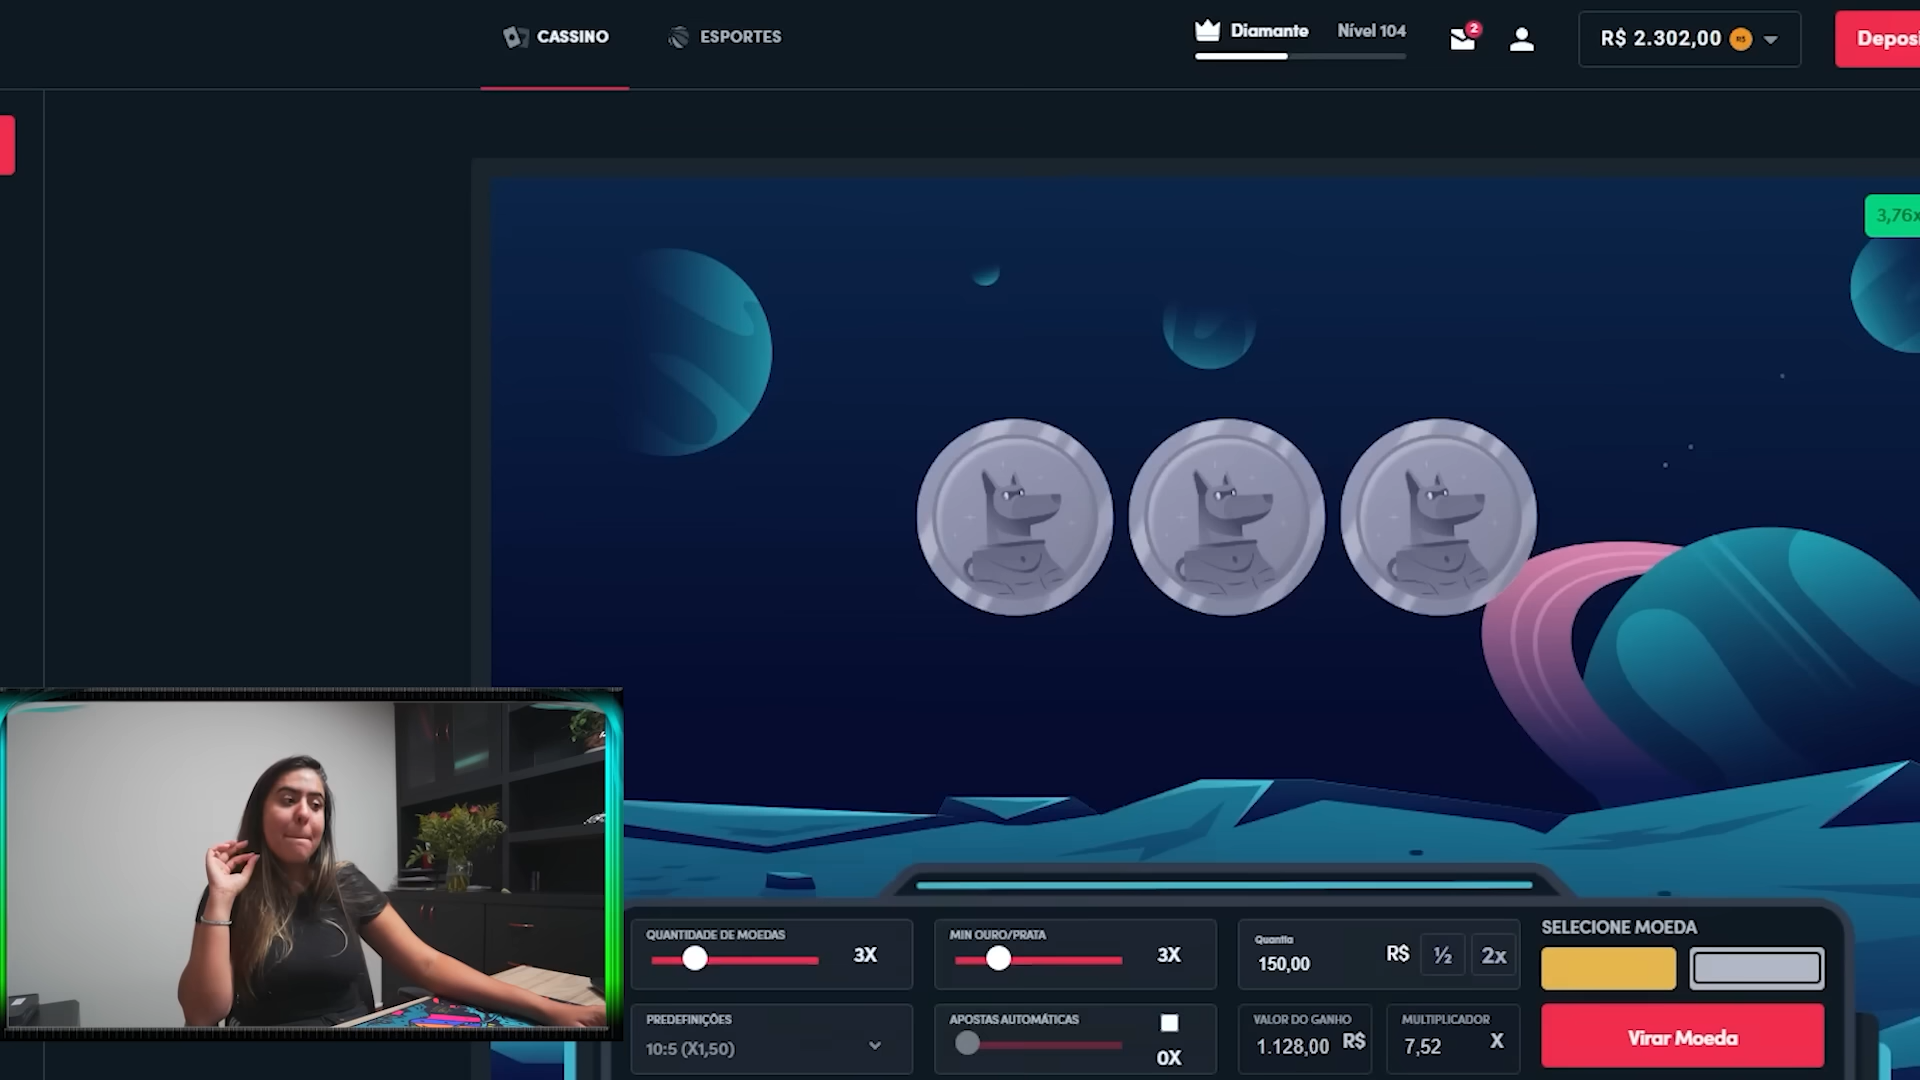 CASSINO
ESPORTES
Diamante
Nível 104
2
R$ 2.302,00
R$
Deposi
3,76x
QUANTIDADE DE MOEDAS
3X
MIN OURO/PRATA
3X
Quantia
150,00
R$
½
2x
SELECIONE MOEDA
PREDEFINIÇÕES
10:5 (X1,50)
APOSTAS AUTOMÁTICAS
0X
VALOR DO GANHO
1.128,00 R$
MULTIPLICADOR
7,52 X
Virar Moeda